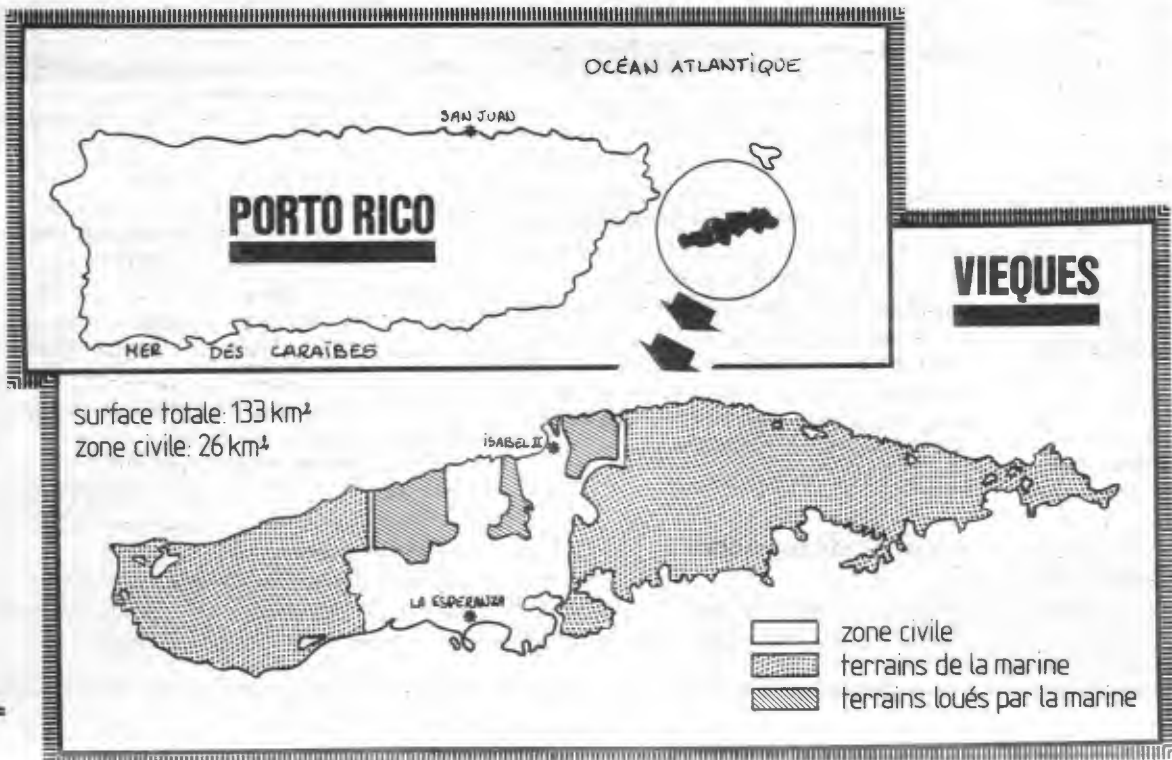 OCÉAN ATLANTIQUE
SAN JUAN
PORTO RICO
MER DES CARAÏBES
VIEQUES
surface totale: 133 km²
zone civile: 26 km²
ISABEL II
LA ESPERANZA
zone civile
terrains de la marine
terrains loués par la marine